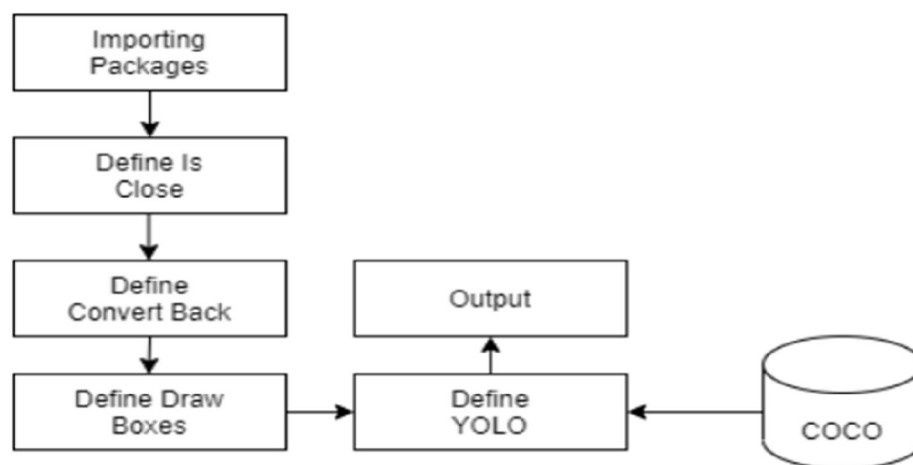 Importing
Packages
Define Is
Close
Define
Convert Back
Define Draw
Boxes
Output
Define
YOLO
COCO